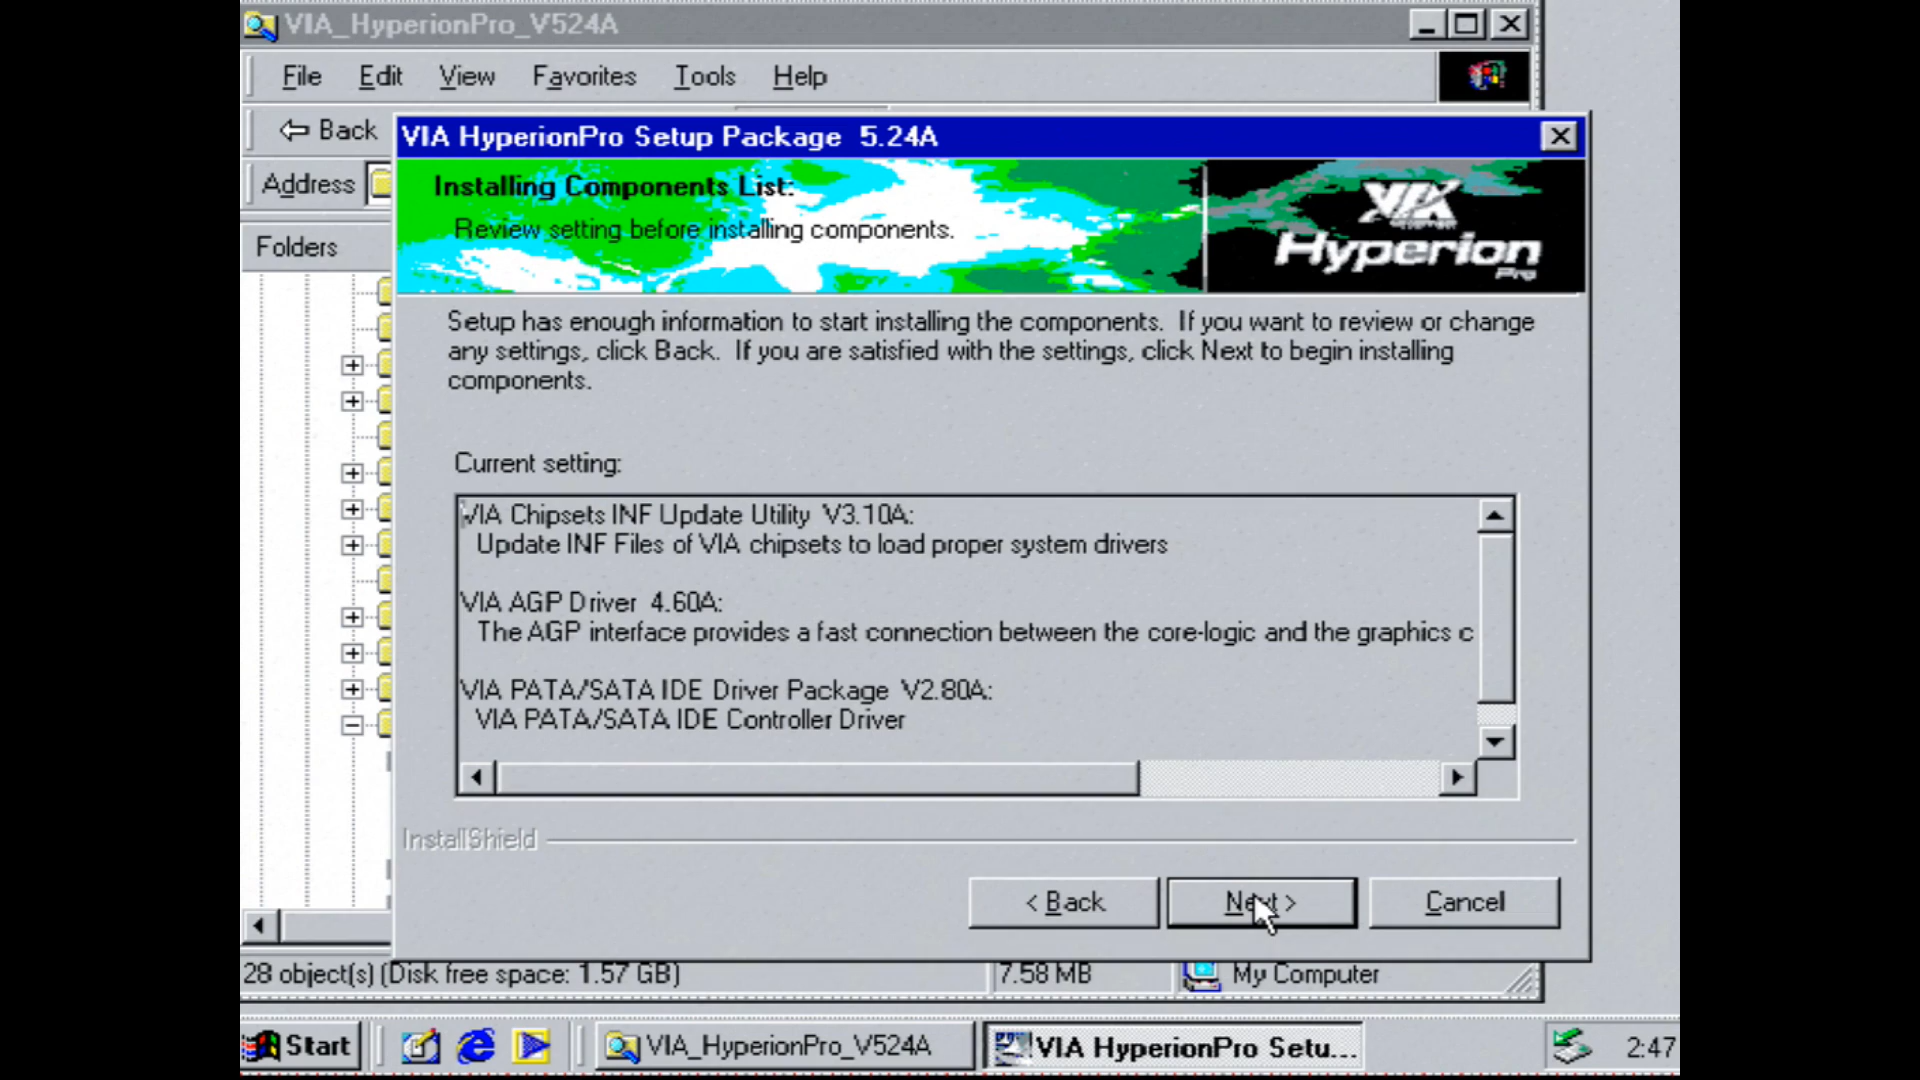 VIA_HyperionPro_V524A
File Edit View Favorites Tools Help
Back
Address
Folders
VIA HyperionPro Setup Package 5.24A
Installing Components List:
Review setting before installing components.
VIA
Hyperion
Pro
Setup has enough information to start installing the components. If you want to review or change
any settings, click Back. If you are satisfied with the settings, click Next to begin installing
components.
Current setting:
VIA Chipsets INF Update Utility V3.10A:
Update INF Files of VIA chipsets to load proper system drivers
VIA AGP Driver 4.60A:
The AGP interface provides a fast connection between the core-logic and the graphics c
VIA PATA/SATA IDE Driver Package V2.80A:
VIA PATA/SATA IDE Controller Driver
InstallShield
< Back Next > Cancel
28 object(s) (Disk free space: 1.57 GB) 7.58 MB My Computer
Start VIA_HyperionPro_V524A VIA HyperionPro Setu... 2:47